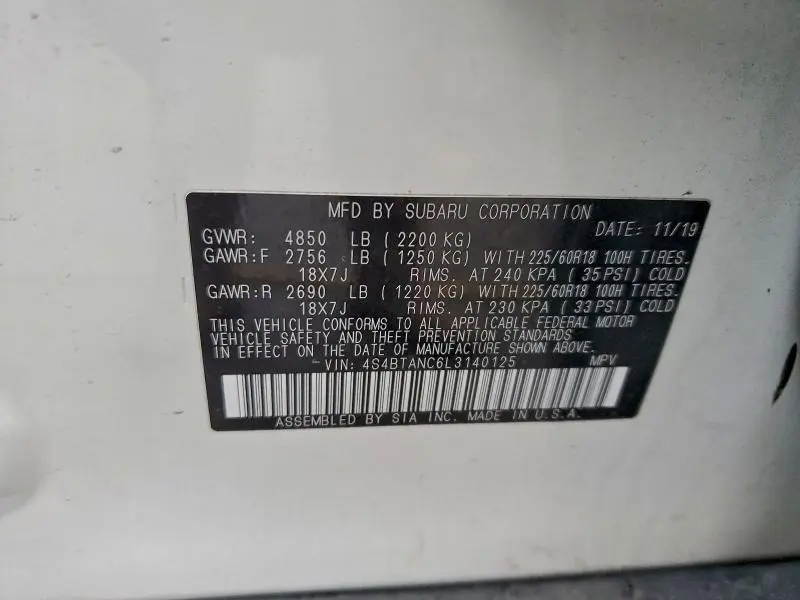 MFD BY SUBARU CORPORATION
DATE: 11/19
GVWR: 4850 LB (2200 KG)
GAWR:F 2756 LB (1250 KG) WITH 225/60R18 100H TIRES.
18X7J RIMS. AT 240 KPA (35 PSI) COLD
GAWR:R 2690 LB (1220 KG) WITH 225/60R18 100H TIRES.
18X7J RIMS. AT 230 KPA (33 PSI) COLD
THIS VEHICLE CONFORMS TO ALL APPLICABLE FEDERAL MOTOR
VEHICLE SAFETY AND THEFT PREVENTION STANDARDS
IN EFFECT ON THE DATE OF MANUFACTURE SHOWN ABOVE.
VIN: 4S4BTANC6L3140125 MPV
ASSEMBLED BY SIA INC. MADE IN U.S.A.